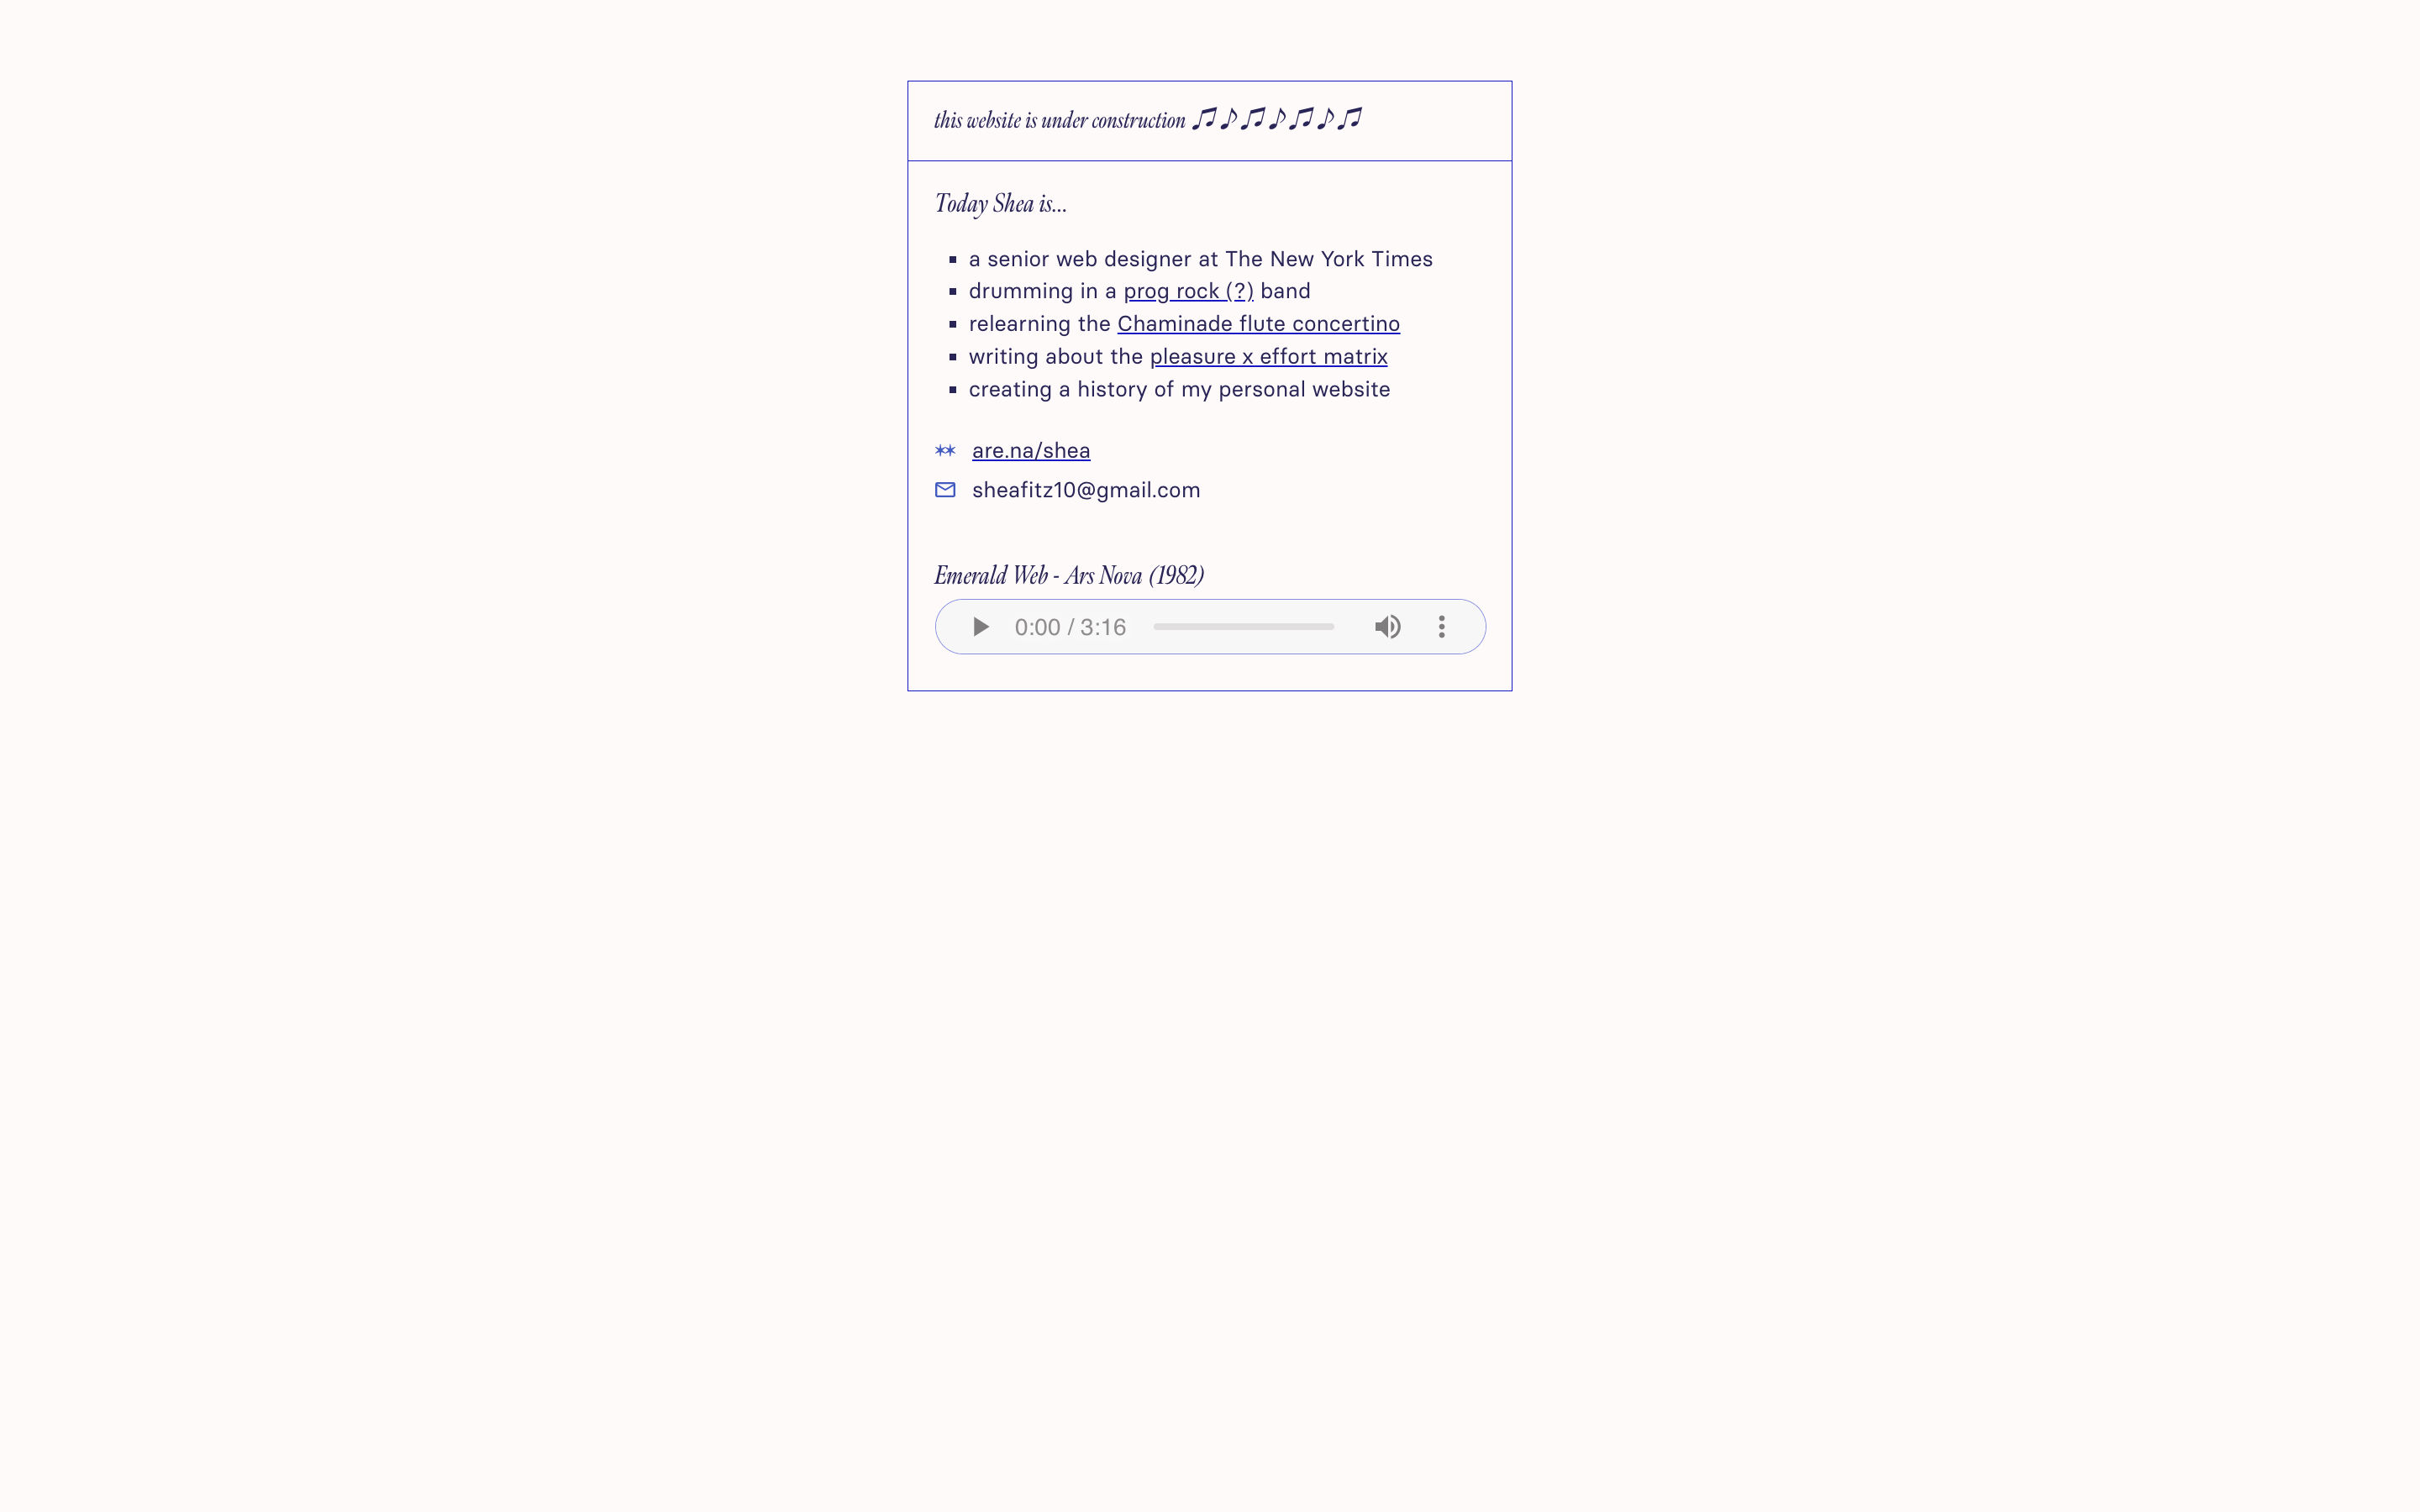 this website is under construction ♫♪♫♪♫♪♫
Today Shea is...
a senior web designer at The New York Times
drumming in a prog rock (?) band
relearning the Chaminade flute concertino
writing about the pleasure x effort matrix
creating a history of my personal website
are.na/shea
sheafitz10@gmail.com
Emerald Web - Ars Nova (1982)
0:00 / 3:16